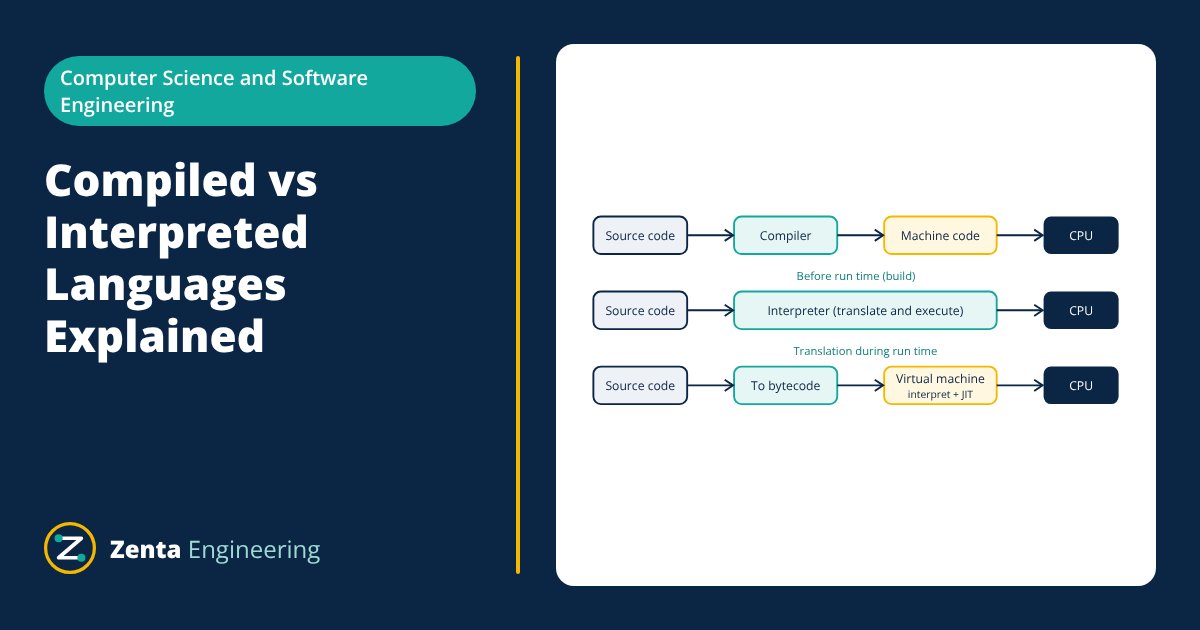 Computer Science and Software
Engineering
Compiled vs
Interpreted
Languages
Explained
Zenta Engineering
Source code
Compiler
Machine code
CPU
Before run time (build)
Source code
Interpreter (translate and execute)
CPU
Translation during run time
Source code
To bytecode
Virtual machine
interpret + JIT
CPU